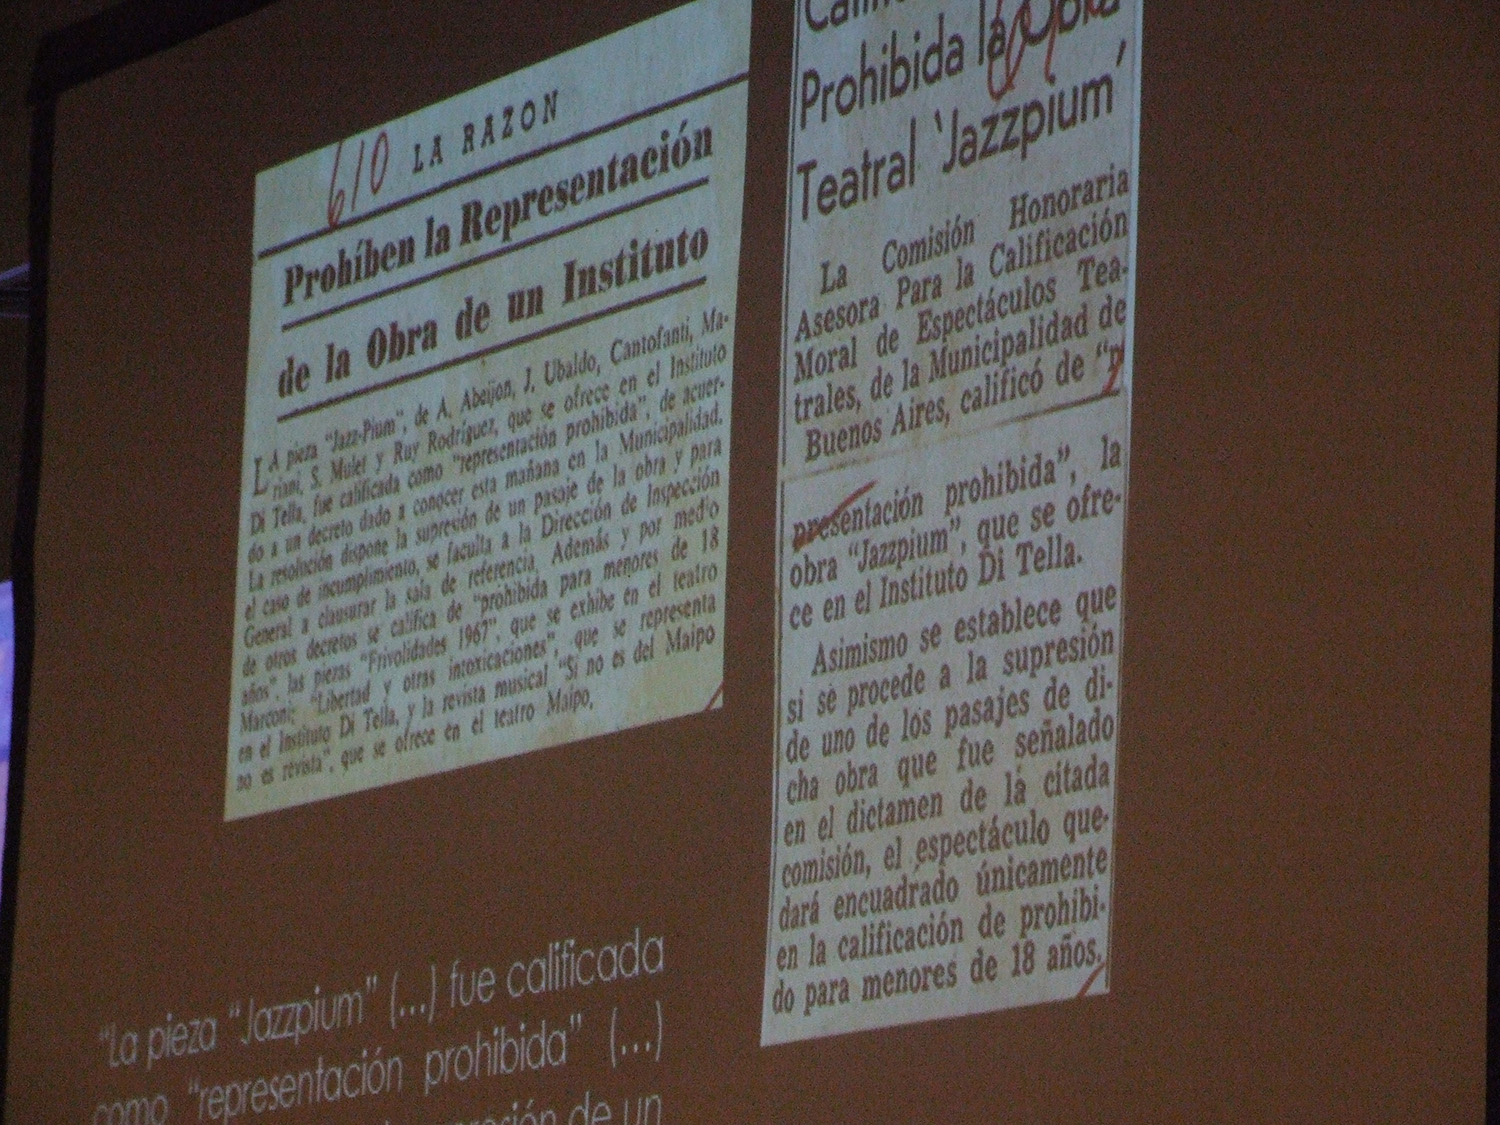 610 LA RAZON
Prohíben la Representación
de la Obra de un Instituto
LA pieza "Jazz-Pium", de A. Abeijon, J. Ubaldo, Cantofanti, Ma-
riani, S. Mulet y Ruy Rodríguez, que se ofrece en el Instituto
Di Tella, fue calificada como "representación prohibida", de acuer-
do a un decreto dado a conocer esta mañana en la Municipalidad.
La resolución dispone la supresión de un pasaje de la obra y para
el caso de incumplimiento, se faculta a la Dirección de Inspección
General a clausurar la sala de referencia. Además y por medio
de otros decretos se califica de "prohibida para menores de 18
años", las piezas "Frivolidades 1967", que se exhibe en el teatro
Marconi; "Libertad y otras intoxicaciones", que se representa
en el Instituto Di Tella, y la revista musical "Si no es del Maipo
no es revista", que se ofrece en el teatro Maipo.
Prohibida la Obra
Teatral 'Jazzpium'
La Comisión Honoraria
Asesora Para la Calificación
Moral de Espectáculos Tea-
trales, de la Municipalidad de
Buenos Aires, calificó de
presentación prohibida", la
obra "Jazzpium", que se ofre-
ce en el Instituto Di Tella.
Asimismo se establece que
si se procede a la supresión
de uno de los pasajes de di-
cha obra que fue señalado
en el dictamen de la citada
comisión, el espectáculo que-
dará encuadrado únicamente
en la calificación de prohibi-
do para menores de 18 años.
"La pieza "Jazzpium" (...) fue calificada
como "representación prohibida" (...)
de un